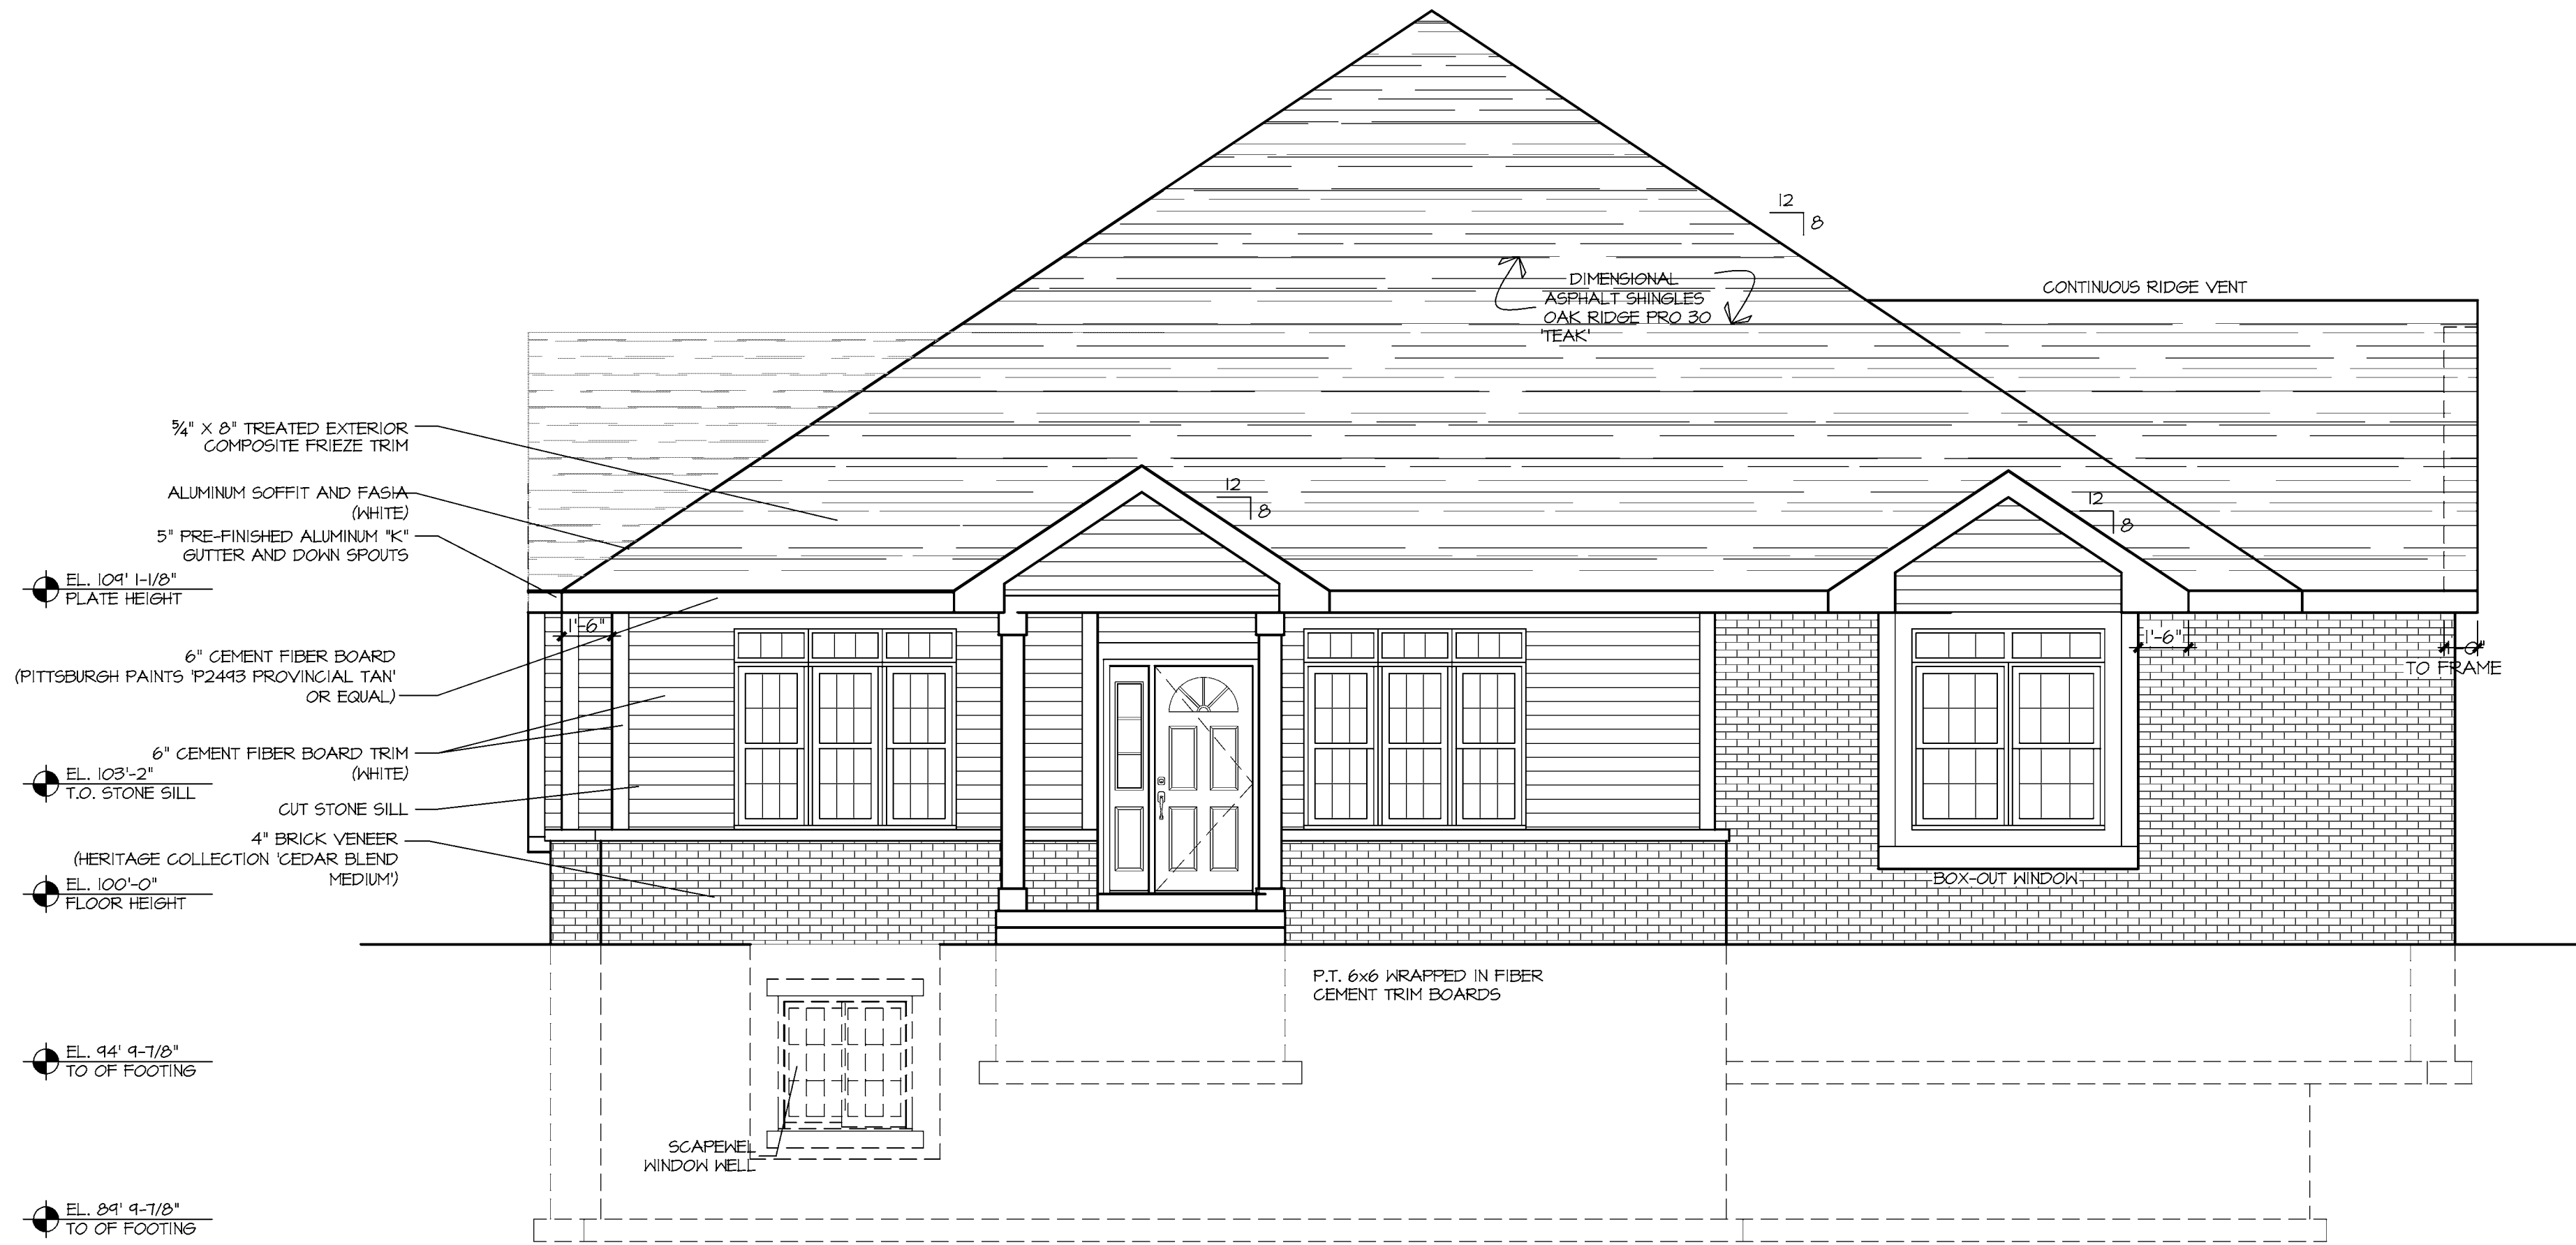 12
8
DIMENSIONAL
ASPHALT SHINGLES
OAK RIDGE PRO 30
'TEAK'
CONTINUOUS RIDGE VENT
5/4" X 8" TREATED EXTERIOR
COMPOSITE FRIEZE TRIM
ALUMINUM SOFFIT AND FASIA
(WHITE)
5" PRE-FINISHED ALUMINUM "K"
GUTTER AND DOWN SPOUTS
12
8
12
8
EL. 109' 1-1/8"
PLATE HEIGHT
1'-6"
1'-6"
TO FRAME
6" CEMENT FIBER BOARD
(PITTSBURGH PAINTS 'P2493 PROVINCIAL TAN'
OR EQUAL)
6" CEMENT FIBER BOARD TRIM
(WHITE)
EL. 103'-2"
T.O. STONE SILL
CUT STONE SILL
4" BRICK VENEER
(HERITAGE COLLECTION 'CEDAR BLEND
MEDIUM')
EL. 100'-0"
FLOOR HEIGHT
BOX-OUT WINDOW
P.T. 6x6 WRAPPED IN FIBER
CEMENT TRIM BOARDS
EL. 94' 9-7/8"
TO OF FOOTING
SCAPEWEL
WINDOW WELL
EL. 89' 9-7/8"
TO OF FOOTING